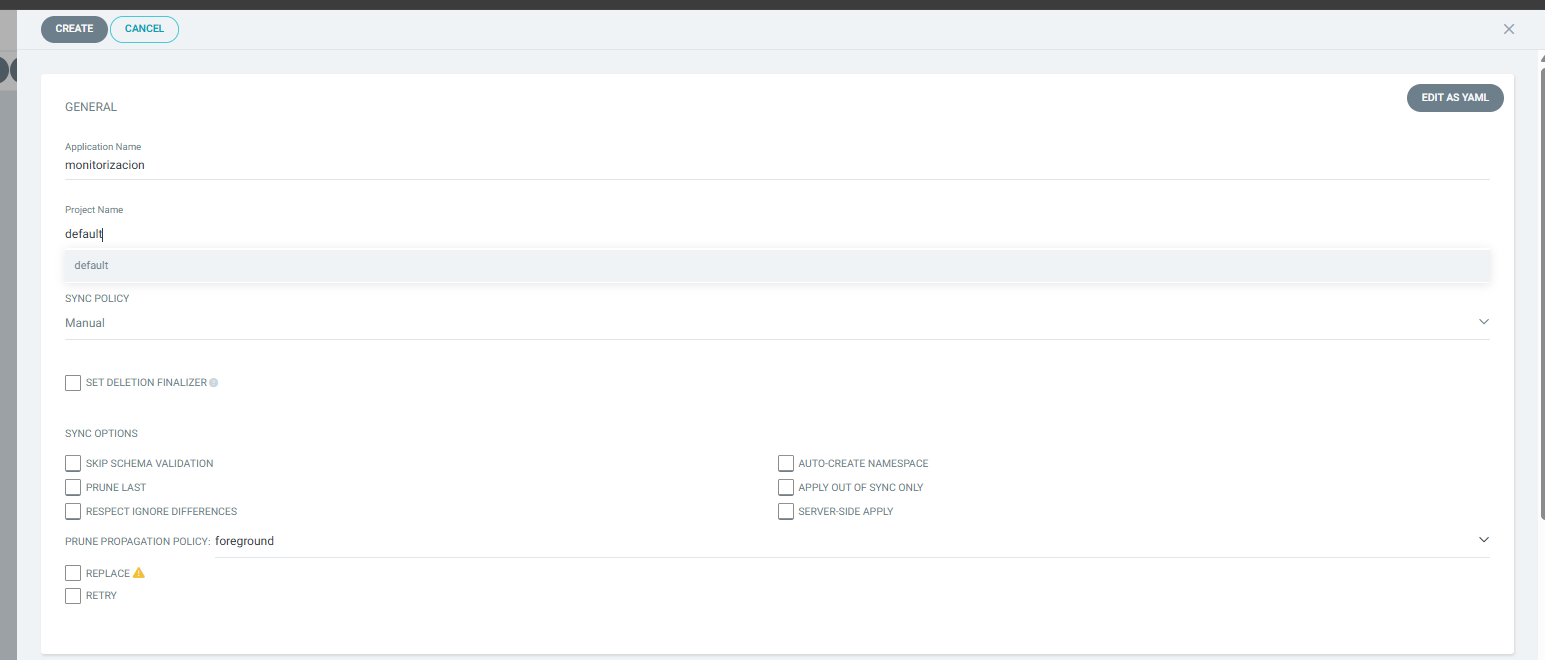 CREATE CANCEL
GENERAL
EDIT AS YAML
Application Name
monitorizacion
Project Name
default
default
SYNC POLICY
Manual
SET DELETION FINALIZER ?
SYNC OPTIONS
SKIP SCHEMA VALIDATION AUTO-CREATE NAMESPACE
PRUNE LAST APPLY OUT OF SYNC ONLY
RESPECT IGNORE DIFFERENCES SERVER-SIDE APPLY
PRUNE PROPAGATION POLICY: foreground
REPLACE
RETRY